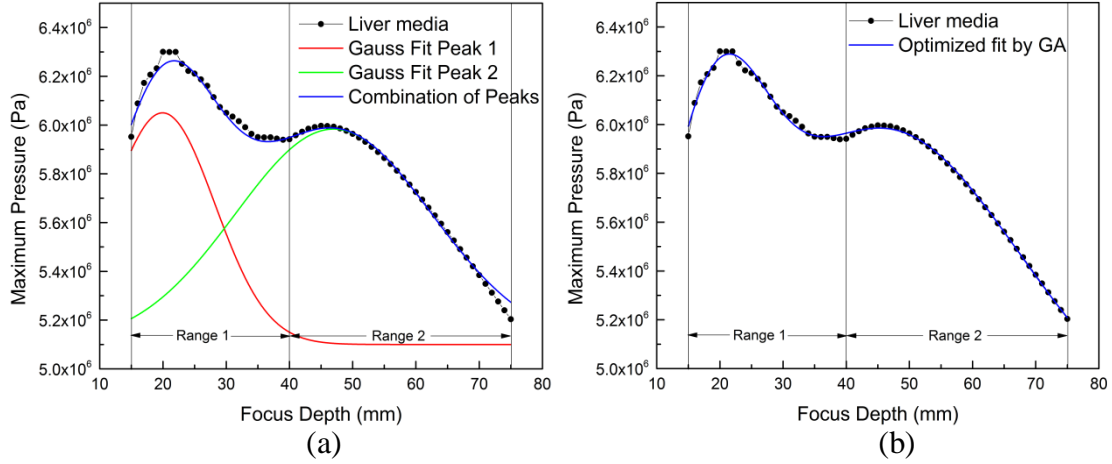 Liver media
Gauss Fit Peak 1
Gauss Fit Peak 2
Combination of Peaks
6.4x10⁶
6.2x10⁶
6.0x10⁶
5.8x10⁶
5.6x10⁶
5.4x10⁶
5.2x10⁶
5.0x10⁶
Maximum Pressure (Pa)
Range 1
Range 2
10 20 30 40 50 60 70 80
Focus Depth (mm)
(a)
Liver media
Optimized fit by GA
6.4x10⁶
6.2x10⁶
6.0x10⁶
5.8x10⁶
5.6x10⁶
5.4x10⁶
5.2x10⁶
5.0x10⁶
Maximum Pressure (Pa)
Range 1
Range 2
10 20 30 40 50 60 70 80
Focus Depth (mm)
(b)